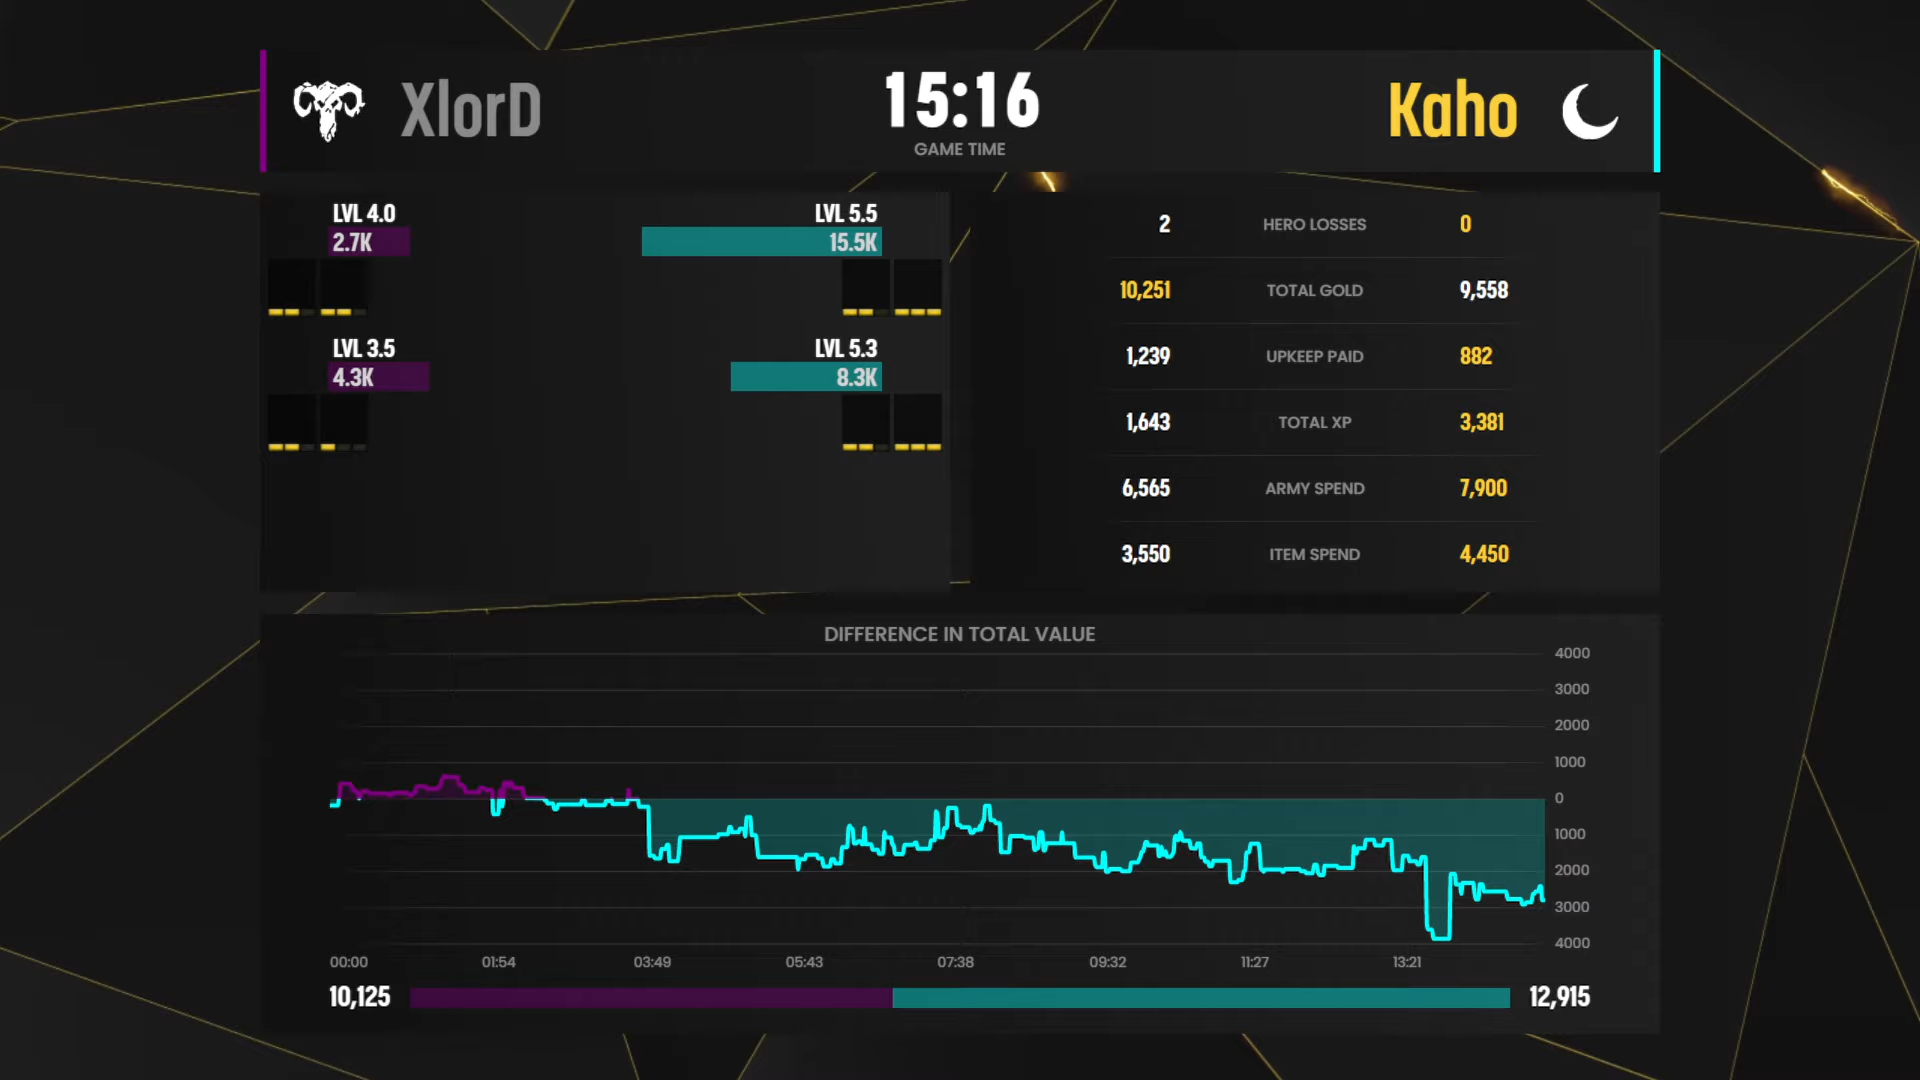 XlorD
15:16
GAME TIME
Kaho
LVL 4.0
2.7K
LVL 5.5
15.5K
LVL 3.5
4.3K
LVL 5.3
8.3K
2 HERO LOSSES 0
10,251 TOTAL GOLD 9,558
1,239 UPKEEP PAID 882
1,643 TOTAL XP 3,381
6,565 ARMY SPEND 7,900
3,550 ITEM SPEND 4,450
DIFFERENCE IN TOTAL VALUE
4000
3000
2000
1000
0
1000
2000
3000
4000
00:00 01:54 03:49 05:43 07:38 09:32 11:27 13:21
10,125 12,915